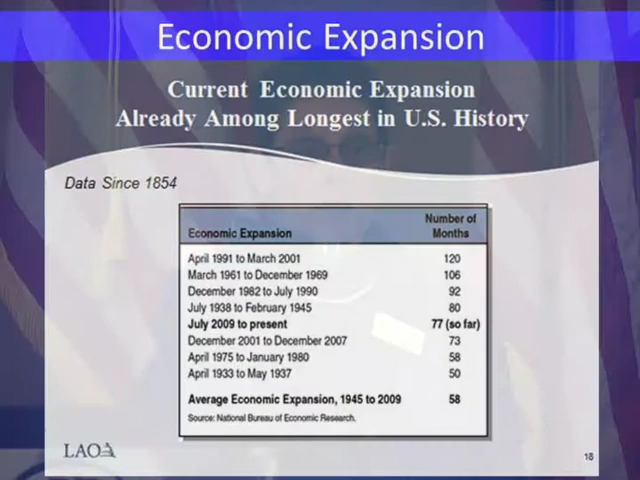 Economic Expansion
Current Economic Expansion
Already Among Longest in U.S. History
Data Since 1854
Economic Expansion Number of Months
April 1991 to March 2001 120
March 1961 to December 1969 106
December 1982 to July 1990 92
July 1938 to February 1945 80
July 2009 to present 77 (so far)
December 2001 to December 2007 73
April 1975 to January 1980 58
April 1933 to May 1937 50
Average Economic Expansion, 1945 to 2009 58
Source: National Bureau of Economic Research.
LAO
18